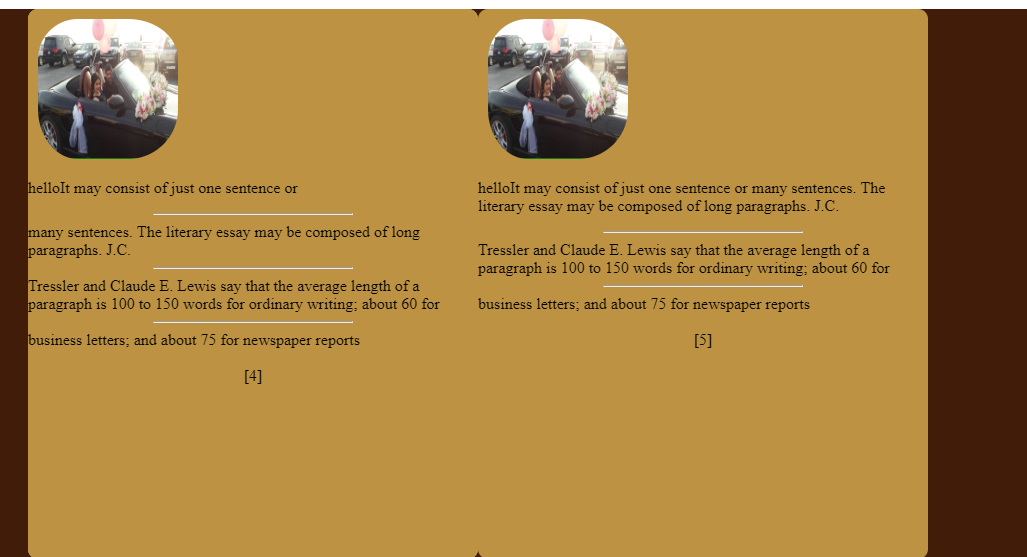 helloIt may consist of just one sentence or
many sentences. The literary essay may be composed of long
paragraphs. J.C.
Tressler and Claude E. Lewis say that the average length of a
paragraph is 100 to 150 words for ordinary writing; about 60 for
business letters; and about 75 for newspaper reports
[4]
helloIt may consist of just one sentence or many sentences. The
literary essay may be composed of long paragraphs. J.C.
Tressler and Claude E. Lewis say that the average length of a
paragraph is 100 to 150 words for ordinary writing; about 60 for
business letters; and about 75 for newspaper reports
[5]